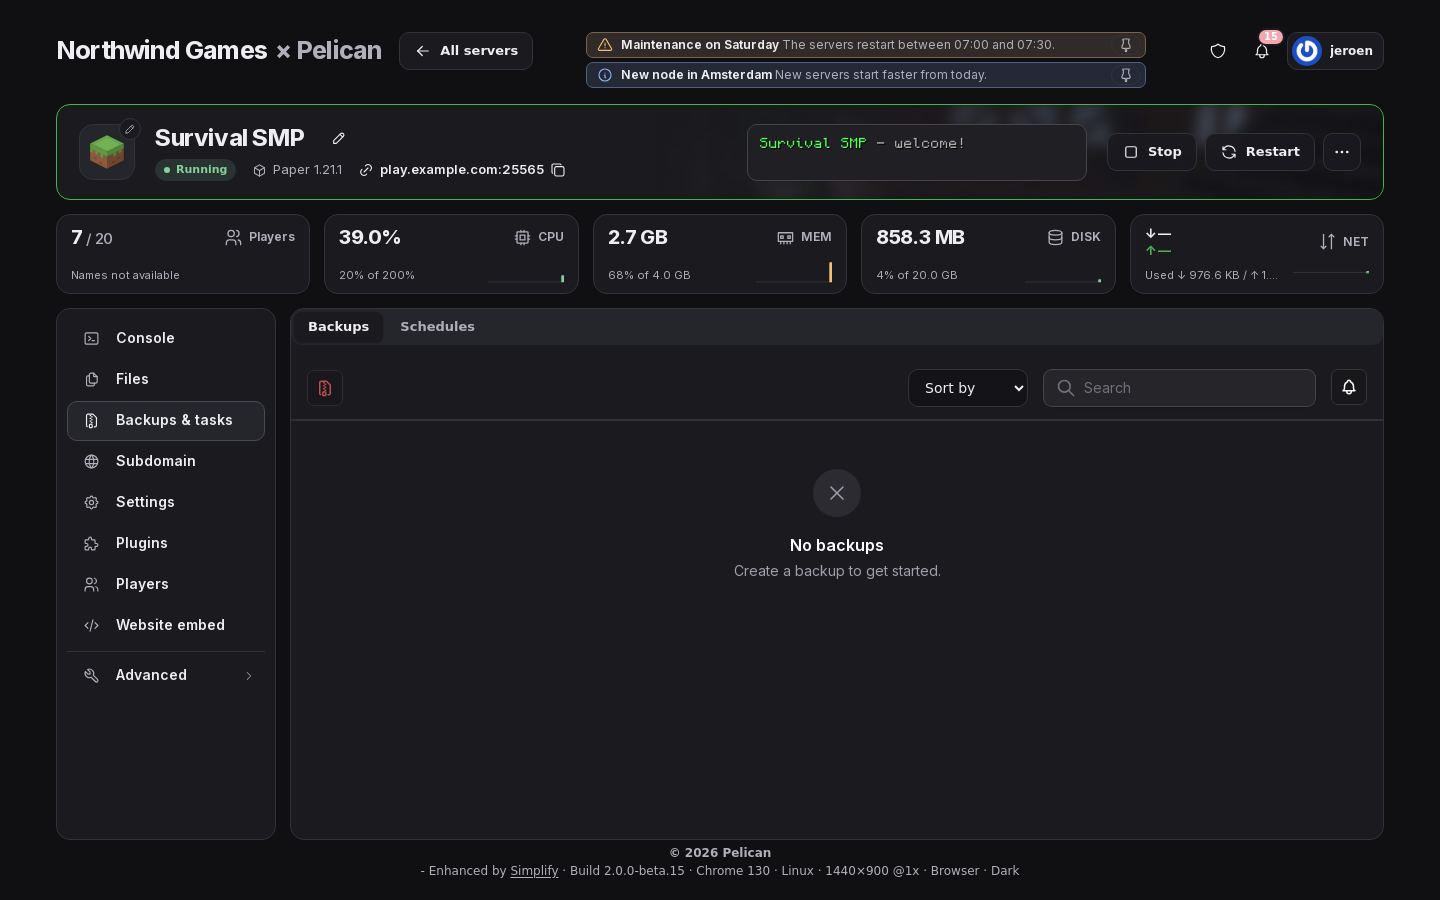 Northwind Games × Pelican
All servers
Maintenance on Saturday The servers restart between 07:00 and 07:30.
New node in Amsterdam New servers start faster from today.
15
jeroen
Survival SMP
Running
Paper 1.21.1
play.example.com:25565
Survival SMP - welcome!
Stop
Restart
7 / 20
Players
Names not available
39.0%
CPU
20% of 200%
2.7 GB
MEM
68% of 4.0 GB
858.3 MB
DISK
4% of 20.0 GB
↓ —
↑ —
NET
Used ↓ 976.6 KB / ↑ 1....
Console
Files
Backups & tasks
Subdomain
Settings
Plugins
Players
Website embed
Advanced
Backups
Schedules
Sort by
Search
No backups
Create a backup to get started.
© 2026 Pelican
- Enhanced by Simplify · Build 2.0.0-beta.15 · Chrome 130 · Linux · 1440×900 @1x · Browser · Dark